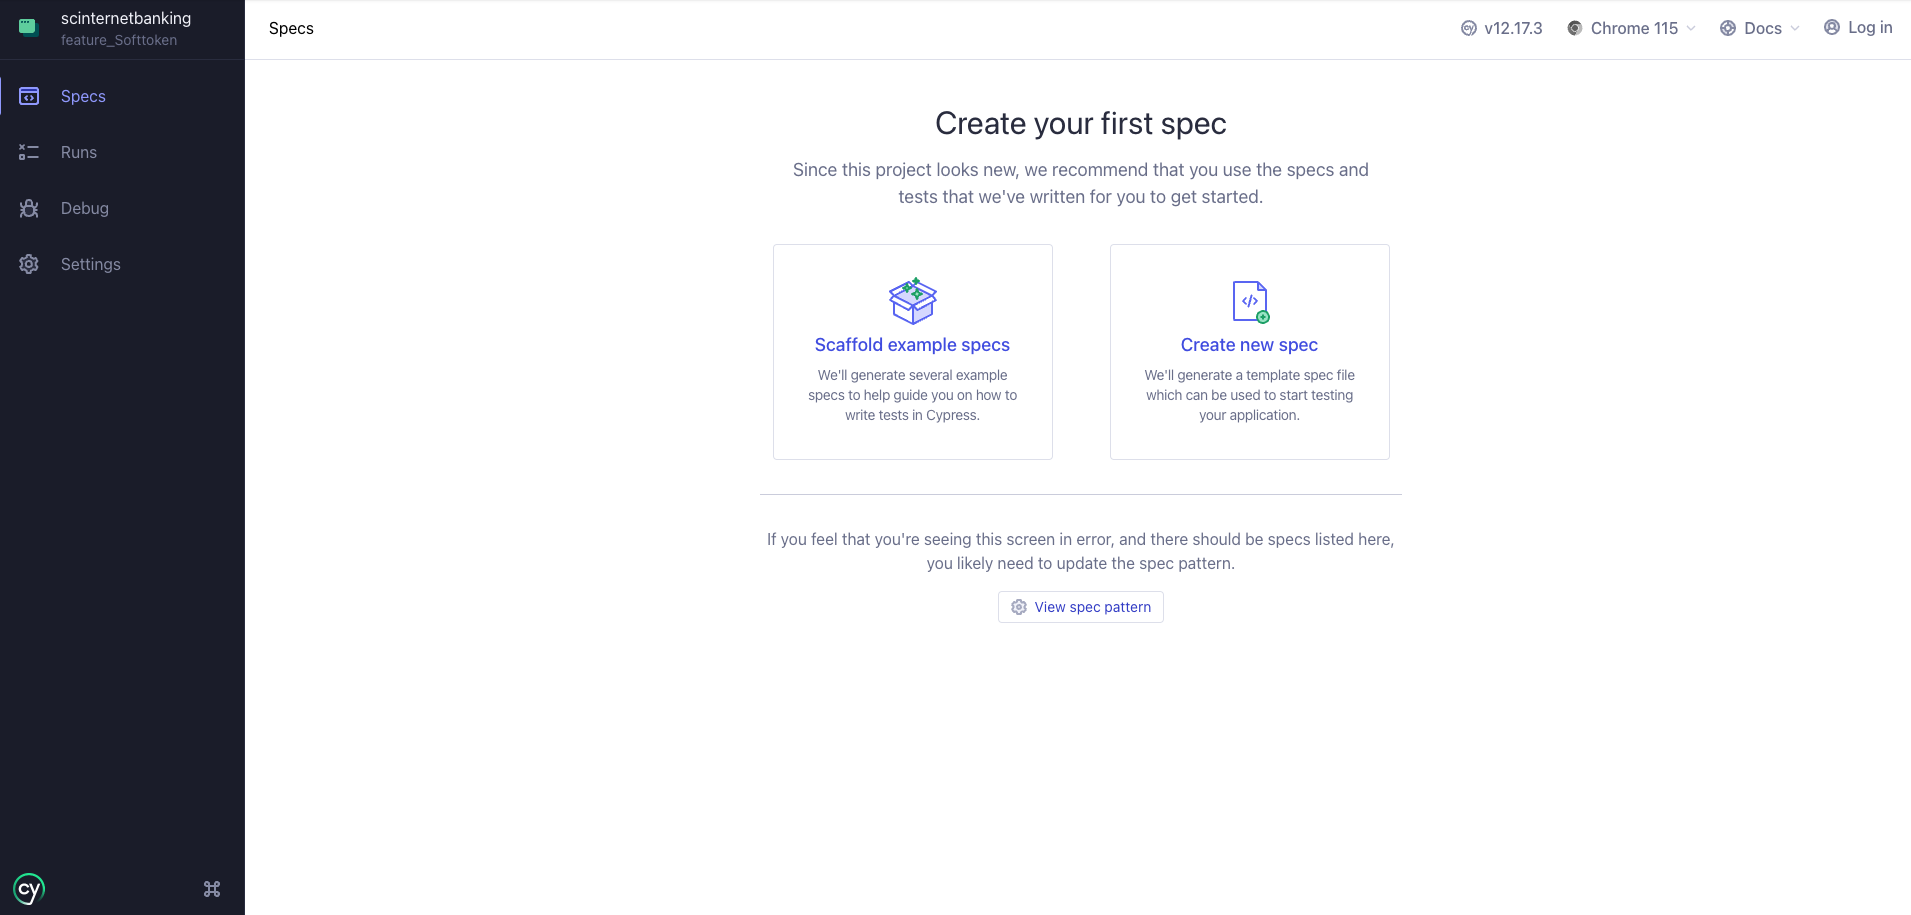 scinternetbanking
feature_Softtoken
Specs
Runs
Debug
Settings
cy
Specs
v12.17.3
Chrome 115
Docs
Log in
Create your first spec
Since this project looks new, we recommend that you use the specs and
tests that we've written for you to get started.
Scaffold example specs
We'll generate several example
specs to help guide you on how to
write tests in Cypress.
Create new spec
We'll generate a template spec file
which can be used to start testing
your application.
If you feel that you're seeing this screen in error, and there should be specs listed here,
you likely need to update the spec pattern.
View spec pattern